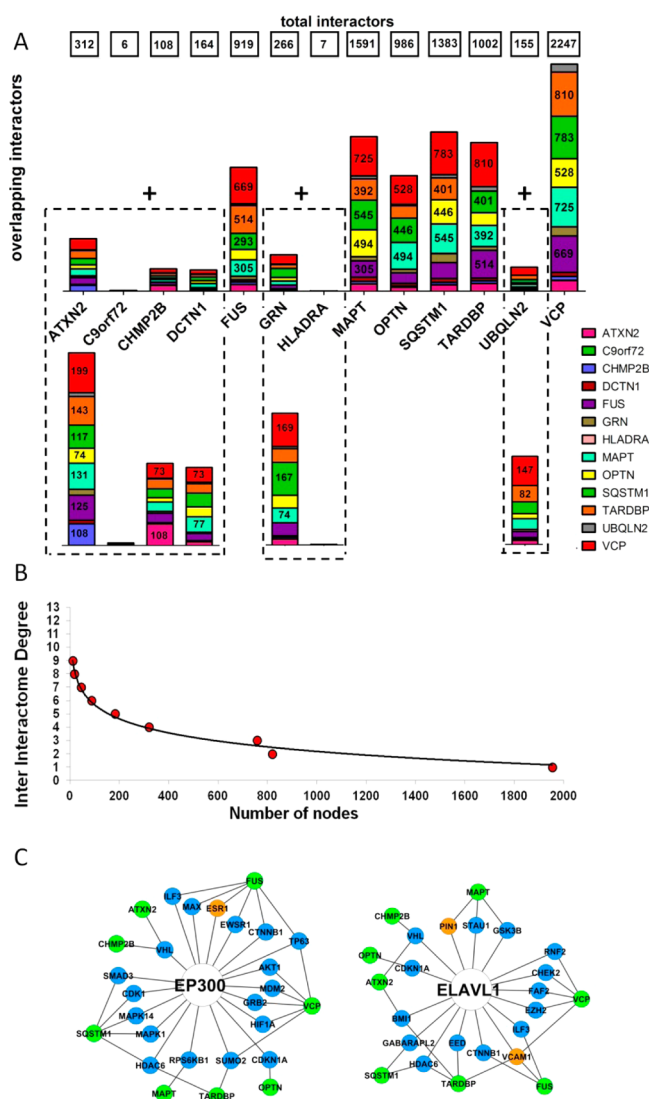 total interactors
A
312 6 108 164 919 266 7 1591 986 1383 1002 155 2247
overlapping interactors
+ + +
669 514 293 305
725 392 545 494 305
528 446 494
783 401 446 545
810 401 392 514
810 783 528 725 669
ATXN2 C9orf72 CHMP2B DCTN1 FUS GRN HLADRA MAPT OPTN SQSTM1 TARDBP UBQLN2 VCP
199 143 117 74 131 125 108
73 108
73 77
169 167 74
147 82
ATXN2
C9orf72
CHMP2B
DCTN1
FUS
GRN
HLADRA
MAPT
OPTN
SQSTM1
TARDBP
UBQLN2
VCP
B
Inter Interactome Degree
13
12
11
10
9
8
7
6
5
4
3
2
1
0
0 200 400 600 800 1000 1200 1400 1600 1800 2000
Number of nodes
C
FUS
ILF3
MAX
ESR1
ATXN2
EWSR1
CTNNB1
TP63
CHMP2B
VHL
AKT1
SMAD3
EP300
MDM2
CDK1
GRB2
VCP
MAPK14
HIF1A
SQSTM1
MAPK1
HDAC6
RPS6KB1
SUMO2
CDKN1A
MAPT
TARDBP
OPTN
MAPT
CHMP2B
PIN1
STAU1
GSK3B
VHL
RNF2
OPTN
CDKN1A
CHEK2
ATXN2
ELAVL1
FAF2
VCP
EZH2
BMI1
ILF3
GABARAPL2
EED
CTNNB1
VCAM1
HDAC6
SQSTM1
TARDBP
FUS